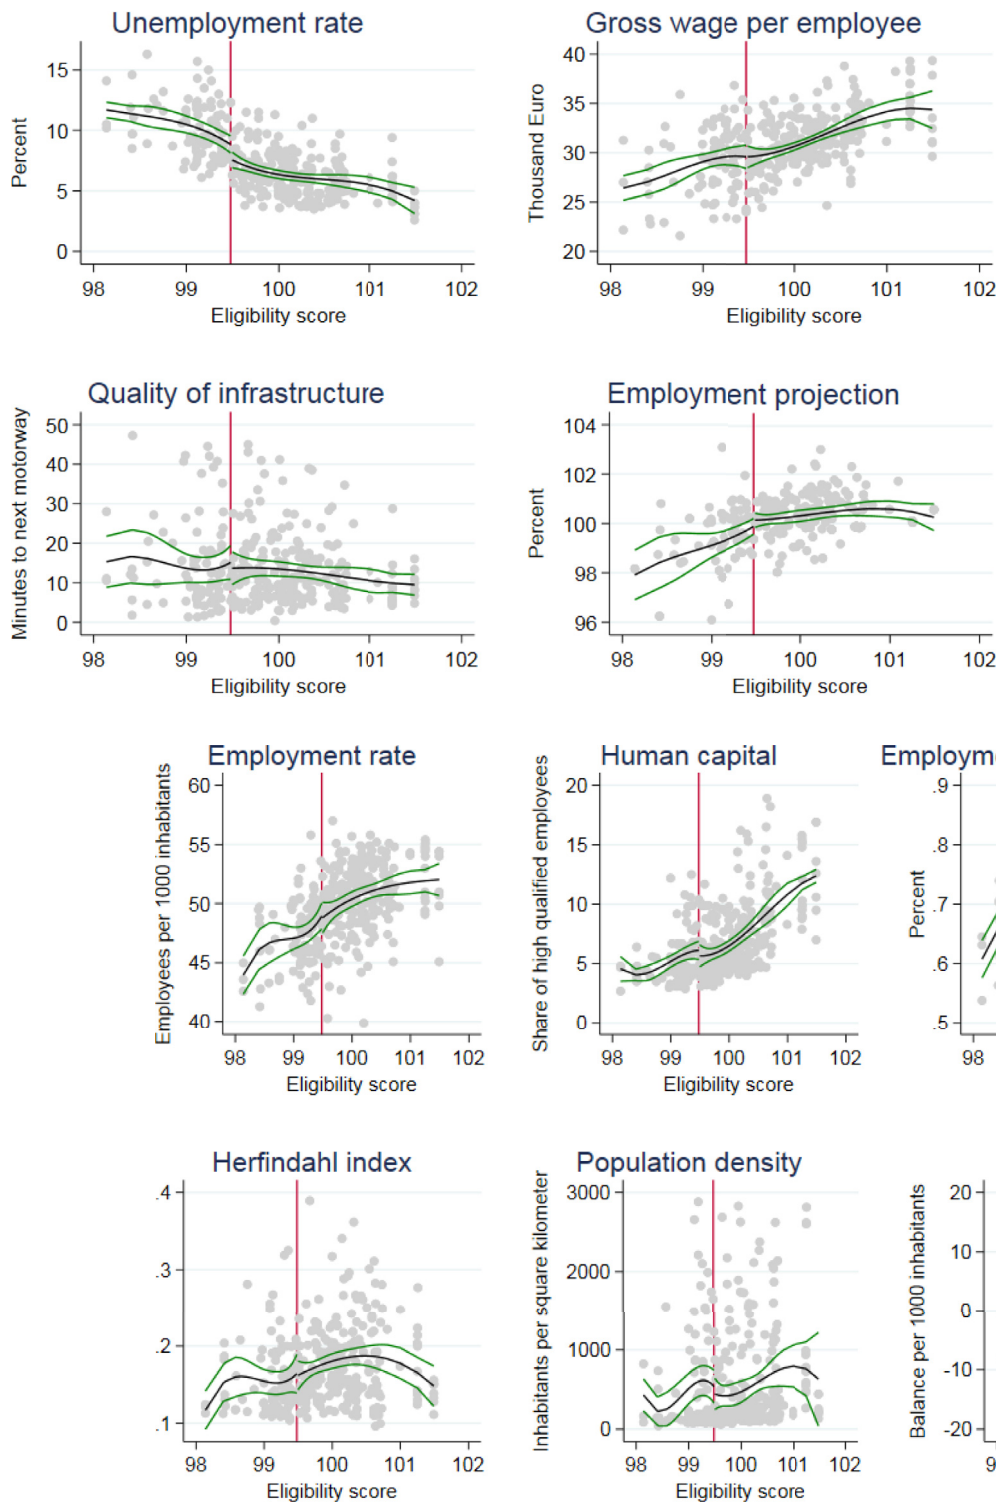 Unemployment rate
Percent
15
10
5
0
98 99 100 101 102
Eligibility score
Gross wage per employee
Thousand Euro
40
35
30
25
20
98 99 100 101 102
Eligibility score
Quality of infrastructure
Minutes to next motorway
50
40
30
20
10
0
98 99 100 101 102
Eligibility score
Employment projection
Percent
104
102
100
98
96
98 99 100 101 102
Eligibility score
Employment rate
Employees per 1000 inhabitants
60
55
50
45
40
98 99 100 101 102
Eligibility score
Human capital
Share of high qualified employees
20
15
10
5
0
98 99 100 101 102
Eligibility score
Employm
Percent
.9
.8
.7
.6
.5
98
Herfindahl index
.4
.3
.2
.1
98 99 100 101 102
Eligibility score
Population density
Inhabitants per square kilometer
3000
2000
1000
0
98 99 100 101 102
Eligibility score
Balance per 1000 inhabitants
20
10
0
-10
-20
9